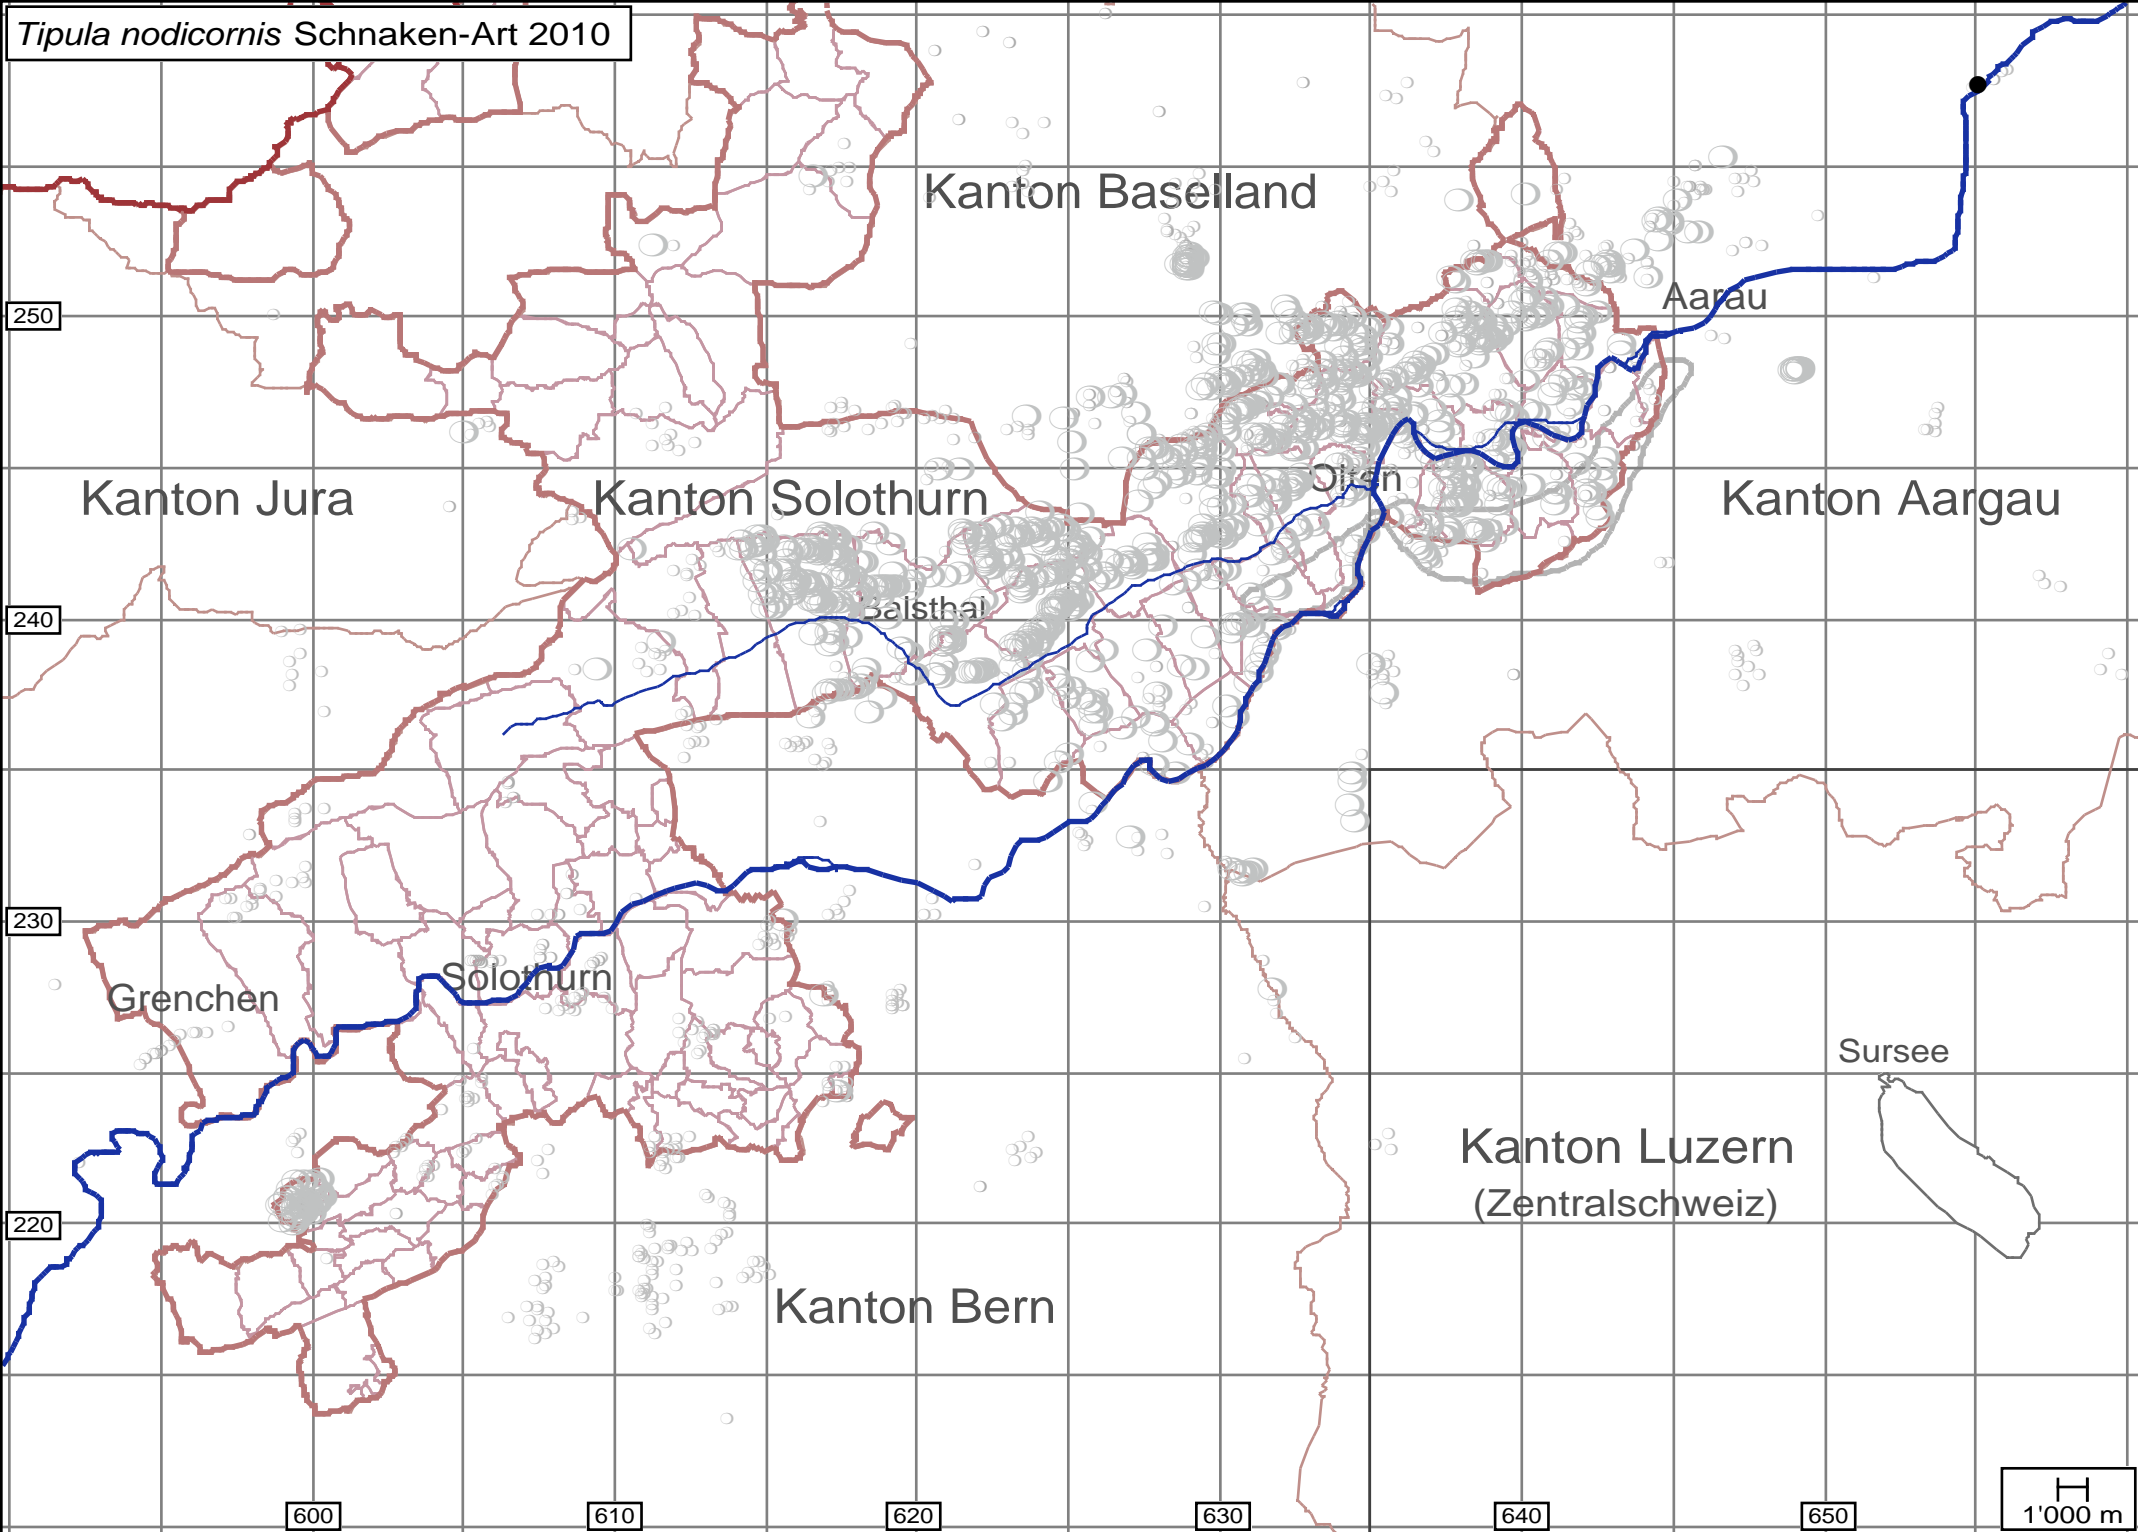 Tipula nodicornis Schnaken-Art 2010
Kanton Baselland
Aarau
250
Olten
Kanton Jura
Kanton Solothurn
Kanton Aargau
Balsthal
240
230
Solothurn
Grenchen
Sursee
Kanton Luzern
(Zentralschweiz)
220
Kanton Bern
600
610
620
630
640
650
1'000 m